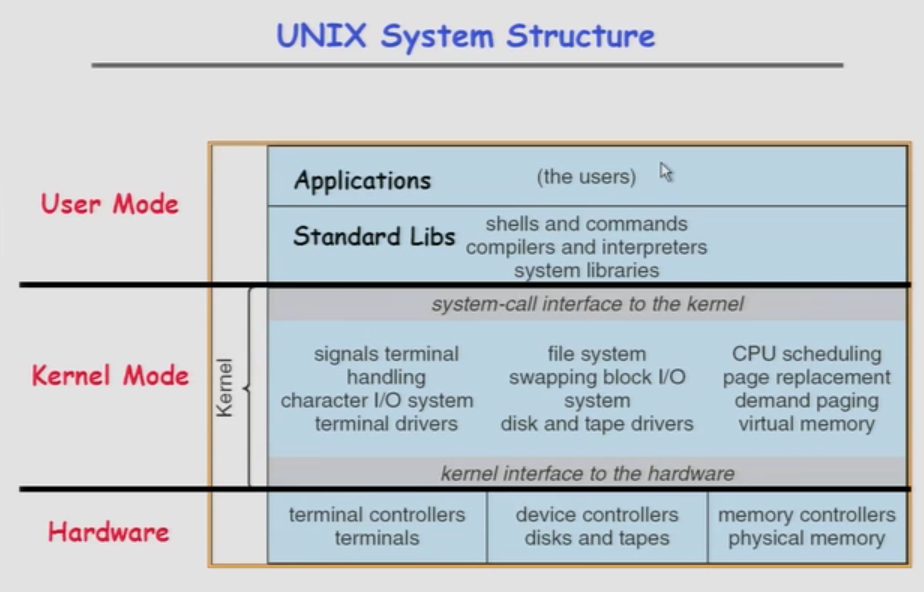 UNIX System Structure
User Mode
Applications
(the users)
Standard Libs
shells and commands
compilers and interpreters
system libraries
Kernel Mode
Kernel
system-call interface to the kernel
signals terminal
handling
character I/O system
terminal drivers
file system
swapping block I/O
system
disk and tape drivers
CPU scheduling
page replacement
demand paging
virtual memory
kernel interface to the hardware
Hardware
terminal controllers
terminals
device controllers
disks and tapes
memory controllers
physical memory